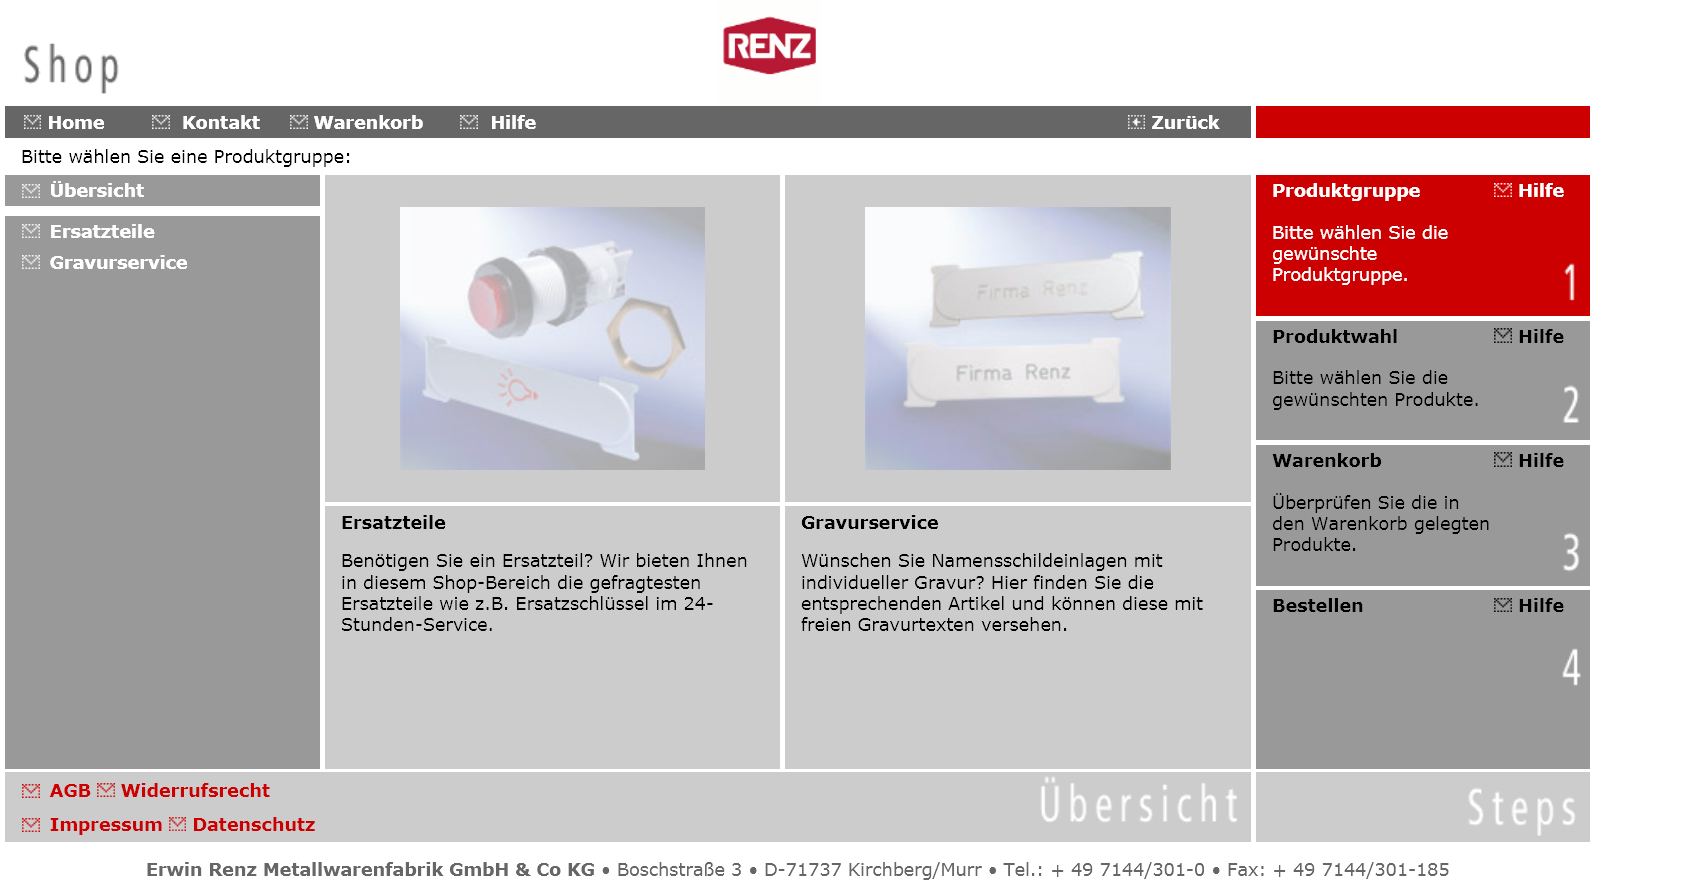 Shop
RENZ
Home Kontakt Warenkorb Hilfe Zurück
Bitte wählen Sie eine Produktgruppe:
Übersicht
Ersatzteile
Gravurservice
Firma Renz
Firma Renz
Ersatzteile
Benötigen Sie ein Ersatzteil? Wir bieten Ihnen
in diesem Shop-Bereich die gefragtesten
Ersatzteile wie z.B. Ersatzschlüssel im 24-
Stunden-Service.
Gravurservice
Wünschen Sie Namensschildeinlagen mit
individueller Gravur? Hier finden Sie die
entsprechenden Artikel und können diese mit
freien Gravurtexten versehen.
Produktgruppe Hilfe
Bitte wählen Sie die
gewünschte
Produktgruppe.
1
Produktwahl Hilfe
Bitte wählen Sie die
gewünschten Produkte.
2
Warenkorb Hilfe
Überprüfen Sie die in
den Warenkorb gelegten
Produkte.
3
Bestellen Hilfe
4
AGB Widerrufsrecht
Impressum Datenschutz
Übersicht
Steps
Erwin Renz Metallwarenfabrik GmbH & Co KG • Boschstraße 3 • D-71737 Kirchberg/Murr • Tel.: + 49 7144/301-0 • Fax: + 49 7144/301-185